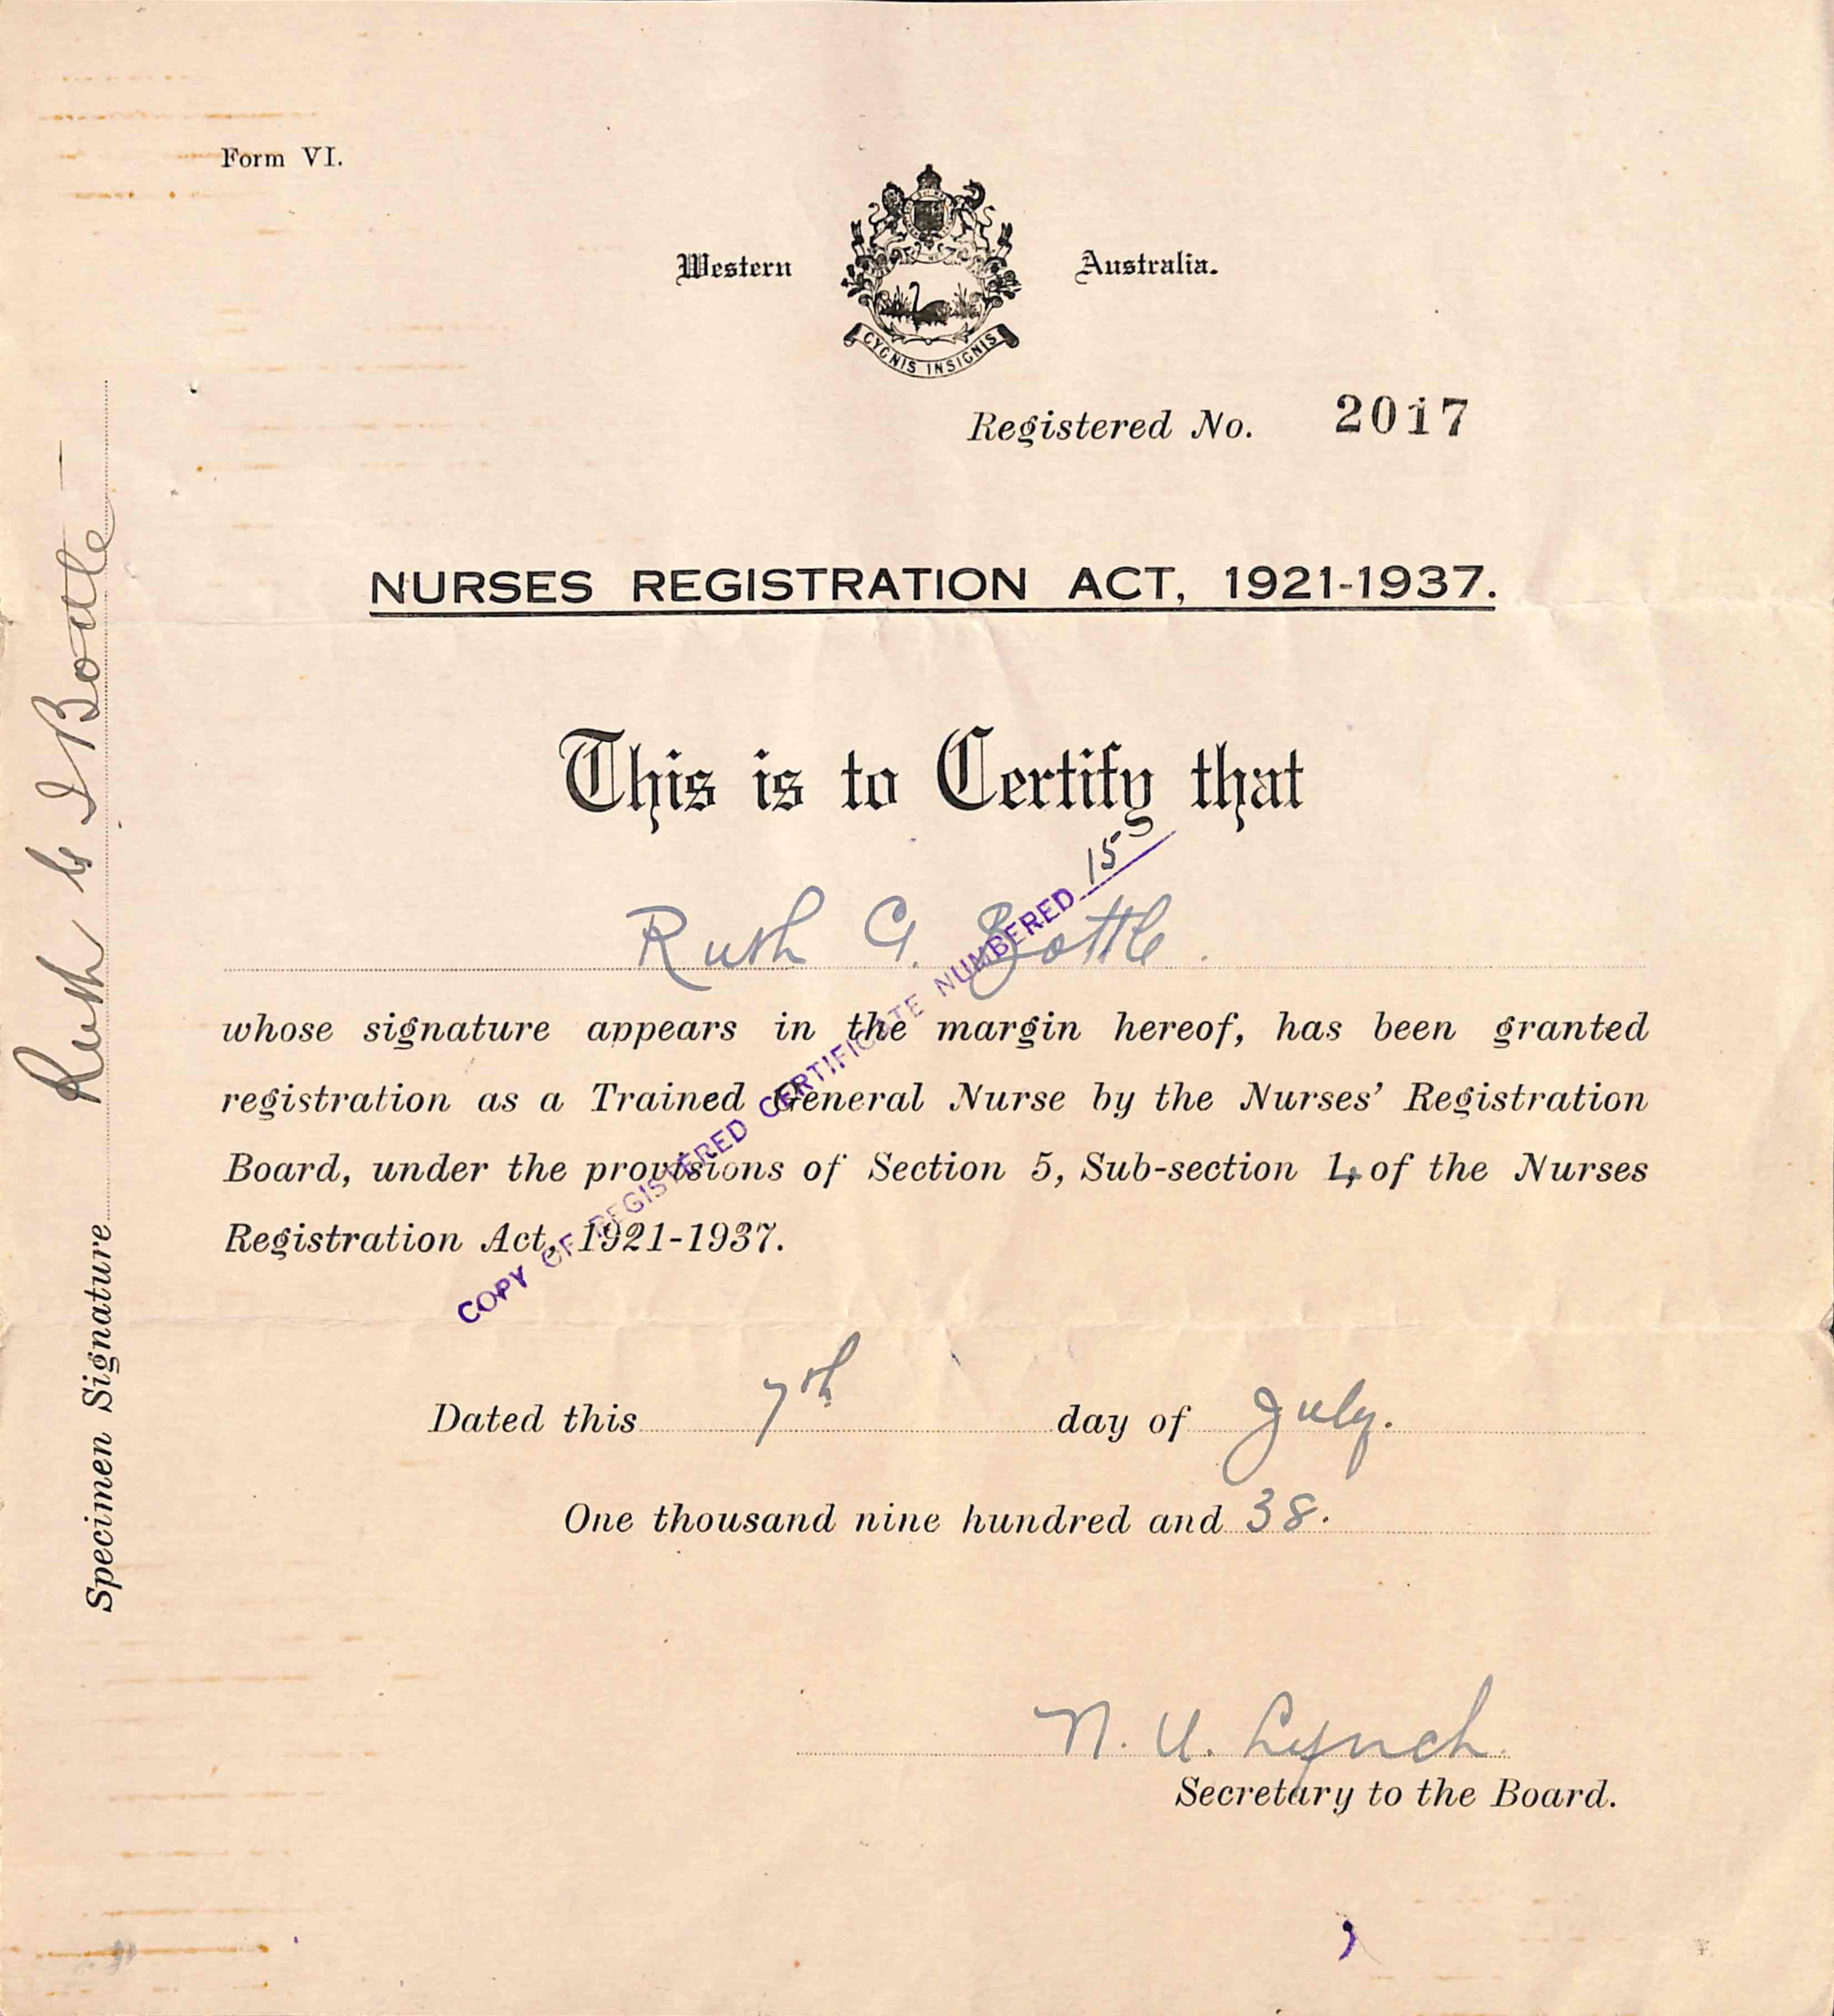 Form VI.
Western Australia.
CYGNIS INSIGNIS
Registered No. 2017
NURSES REGISTRATION ACT, 1921-1937.
This is to Certify that
Ruth G. Bottle.
whose signature appears in the margin hereof, has been granted
registration as a Trained General Nurse by the Nurses' Registration
Board, under the provisions of Section 5, Sub-section 4, of the Nurses
Registration Act, 1921-1937.
COPY OF REGISTERED CERTIFICATE NUMBERED 15
Dated this 7th day of July.
One thousand nine hundred and 38.
N. U. Lynch.
Secretary to the Board.
Specimen Signature Ruth G Bottle